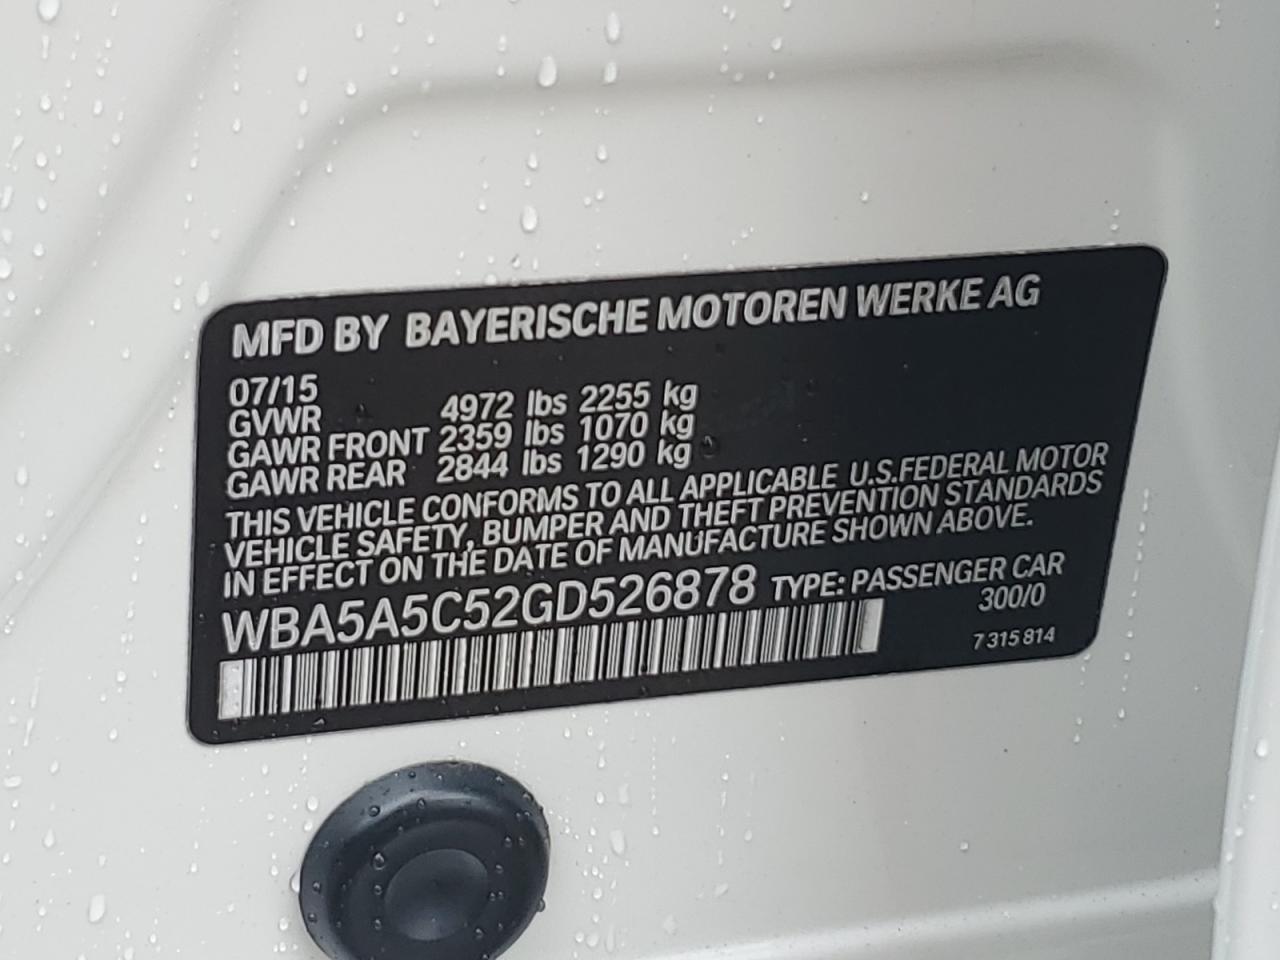 MFD BY BAYERISCHE MOTOREN WERKE AG
07/15
GVWR 4972 lbs 2255 kg
GAWR FRONT 2359 lbs 1070 kg
GAWR REAR 2844 lbs 1290 kg
THIS VEHICLE CONFORMS TO ALL APPLICABLE U.S.FEDERAL MOTOR
VEHICLE SAFETY, BUMPER AND THEFT PREVENTION STANDARDS
IN EFFECT ON THE DATE OF MANUFACTURE SHOWN ABOVE.
WBA5A5C52GD526878 TYPE: PASSENGER CAR
300/0
7 315 814